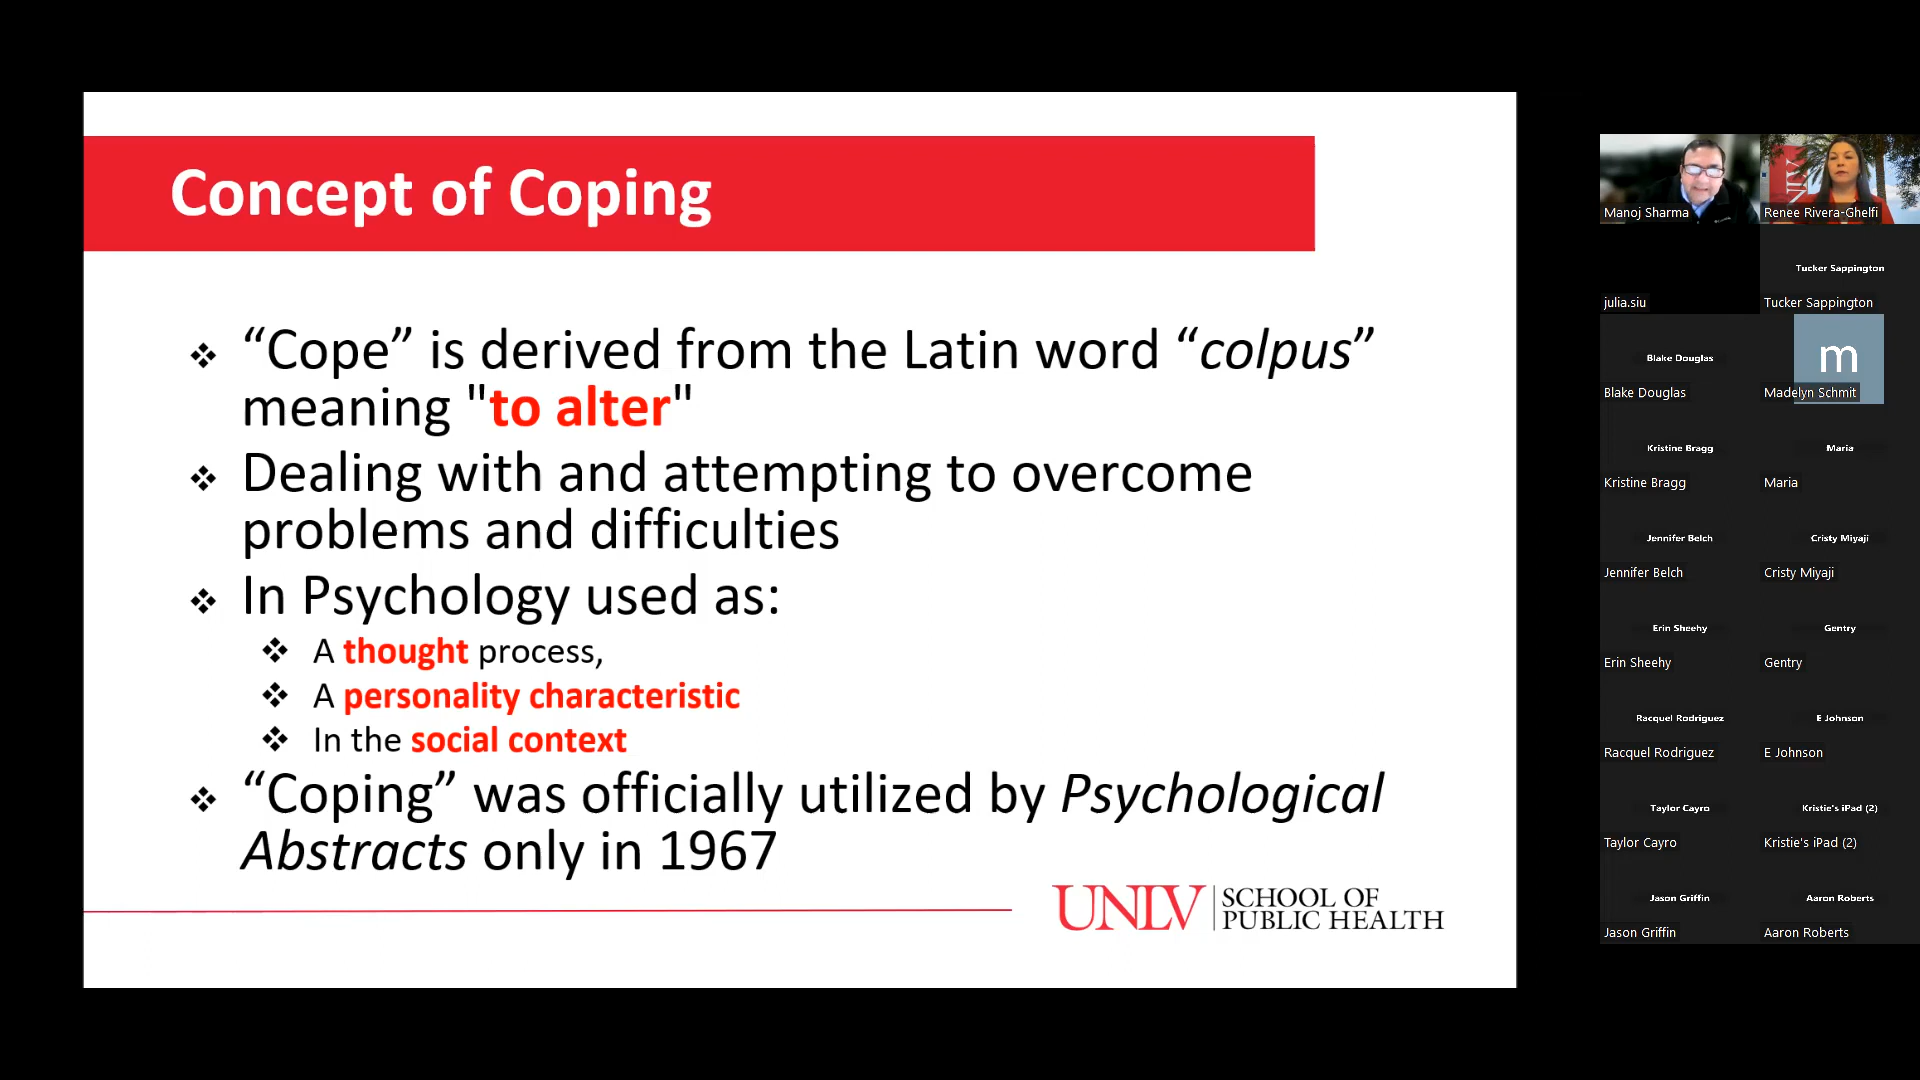 Concept of Coping
❖ “Cope” is derived from the Latin word “colpus”
meaning "to alter"
❖ Dealing with and attempting to overcome
problems and difficulties
❖ In Psychology used as:
❖ A thought process,
❖ A personality characteristic
❖ In the social context
❖ “Coping” was officially utilized by Psychological
Abstracts only in 1967
UNLV SCHOOL OF
PUBLIC HEALTH
Manoj Sharma
UNLV
Renee Rivera-Ghelfi
julia.siu
Tucker Sappington
Tucker Sappington
Blake Douglas
Blake Douglas
m
Madelyn Schmit
Kristine Bragg
Kristine Bragg
Maria
Maria
Jennifer Belch
Jennifer Belch
Cristy Miyaji
Cristy Miyaji
Erin Sheehy
Erin Sheehy
Gentry
Gentry
Racquel Rodriguez
Racquel Rodriguez
E Johnson
E Johnson
Taylor Cayro
Taylor Cayro
Kristie's iPad (2)
Kristie's iPad (2)
Jason Griffin
Jason Griffin
Aaron Roberts
Aaron Roberts